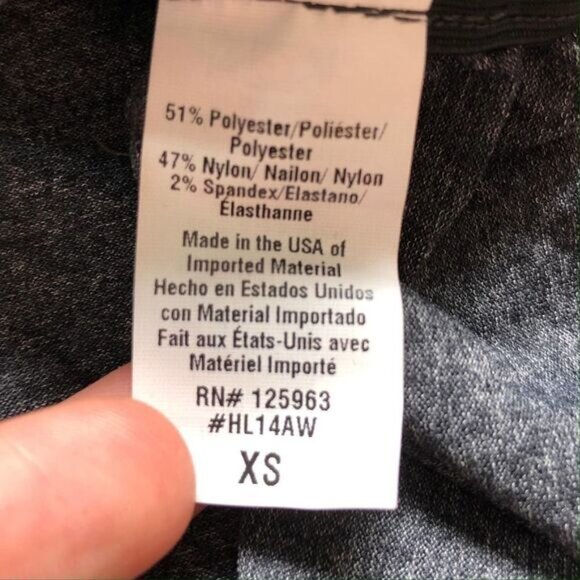 51% Polyester/Poliéster/
Polyester
47% Nylon/ Nailon/ Nylon
2% Spandex/Elastano/
Élasthanne
Made in the USA of
Imported Material
Hecho en Estados Unidos
con Material Importado
Fait aux États-Unis avec
Matériel Importé
RN# 125963
#HL14AW
XS